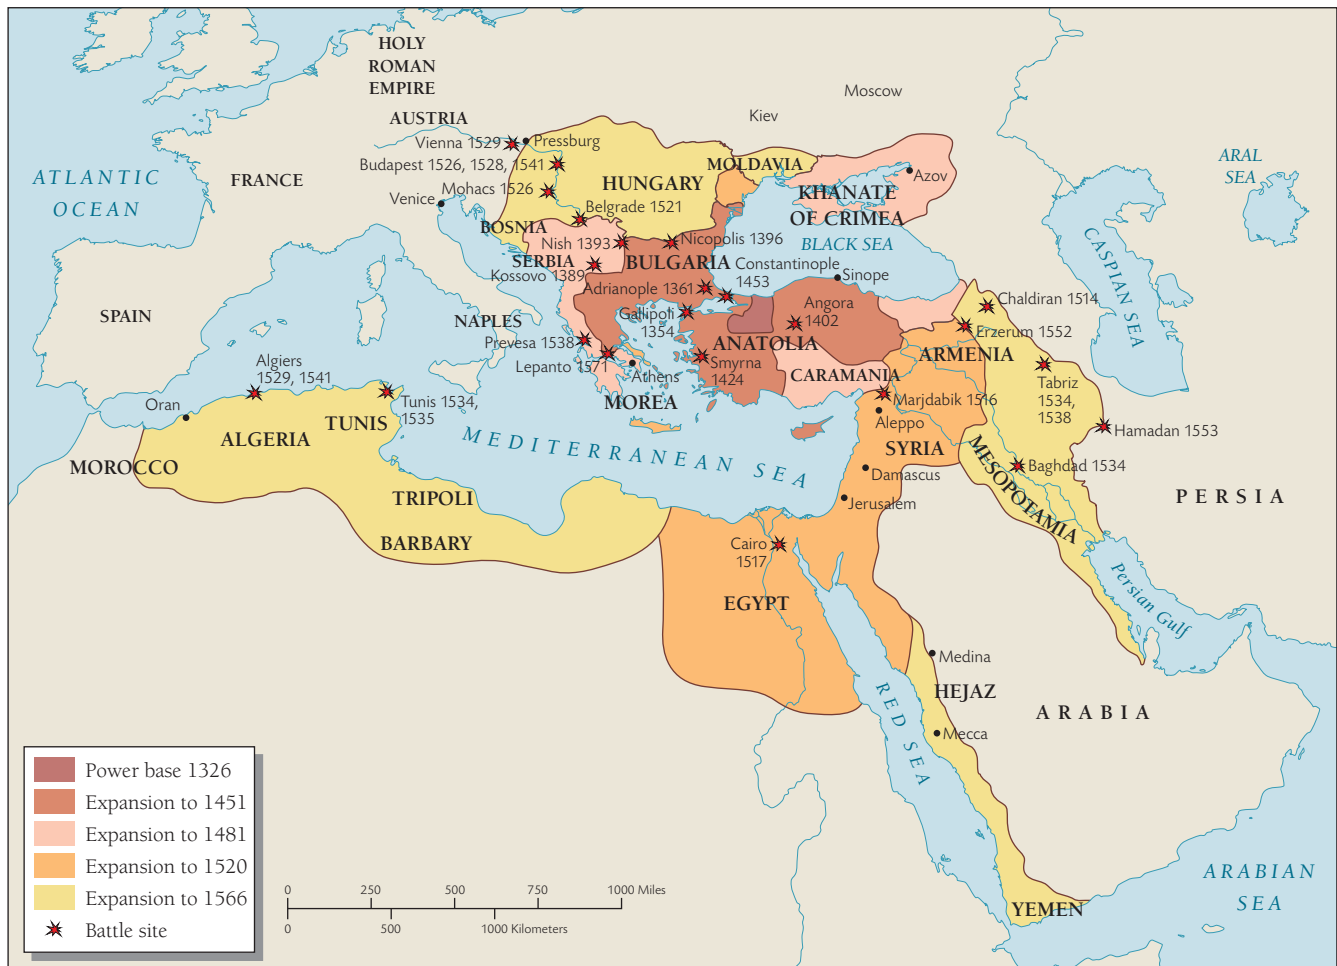 HOLY
ROMAN
EMPIRE
Moscow
Kiev
AUSTRIA
Vienna 1529
Pressburg
Budapest 1526, 1528, 1541
MOLDAVIA
ARAL
SEA
ATLANTIC
OCEAN
FRANCE
Mohacs 1526
HUNGARY
Azov
KHANATE
OF CRIMEA
Venice
Belgrade 1521
BOSNIA
Nish 1393
Nicopolis 1396
BLACK SEA
CASPIAN SEA
SERBIA
BULGARIA
Kossovo 1389
Constantinople
1453
Sinope
Adrianople 1361
Chaldiran 1514
SPAIN
NAPLES
Gallipoli
1354
Angora
1402
Erzerum 1552
Prevesa 1538
ANATOLIA
ARMENIA
Algiers
1529, 1541
Lepanto 1571
Athens
Smyrna
1424
CARAMANIA
Tabriz
1534,
1538
Oran
Tunis 1534,
1535
MOREA
Marjdabik 1516
Aleppo
ALGERIA
TUNIS
MEDITERRANEAN SEA
SYRIA
Hamadan 1553
MOROCCO
Damascus
MESOPOTAMIA
Baghdad 1534
TRIPOLI
Jerusalem
PERSIA
BARBARY
Cairo
1517
Persian Gulf
EGYPT
Medina
HEJAZ
RED SEA
ARABIA
Mecca
Power base 1326
Expansion to 1451
Expansion to 1481
Expansion to 1520
Expansion to 1566
Battle site
0 250 500 750 1000 Miles
0 500 1000 Kilometers
ARABIAN
SEA
YEMEN